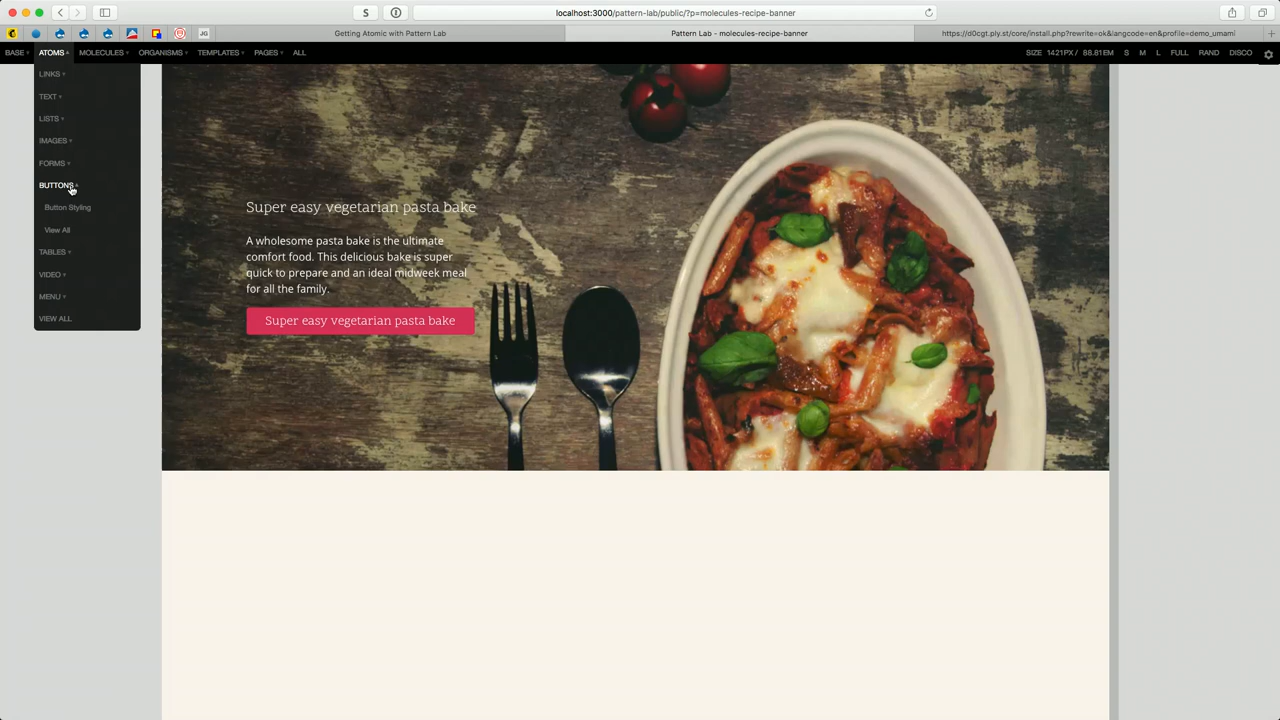 S
localhost:3000/pattern-lab/public/?p=molecules-recipe-banner
JG
Getting Atomic with Pattern Lab
Pattern Lab - molecules-recipe-banner
https://d0cgt.ply.st/core/install.php?rewrite=ok&langcode=en&profile=demo_umami
BASE
ATOMS
MOLECULES
ORGANISMS
TEMPLATES
PAGES
ALL
SIZE 1421PX / 88.81EM
S
M
L
FULL
RAND
DISCO
LINKS
TEXT
LISTS
IMAGES
FORMS
BUTTONS
Button Styling
View All
TABLES
VIDEO
MENU
VIEW ALL
Super easy vegetarian pasta bake
A wholesome pasta bake is the ultimate
comfort food. This delicious bake is super
quick to prepare and an ideal midweek meal
for all the family.
Super easy vegetarian pasta bake